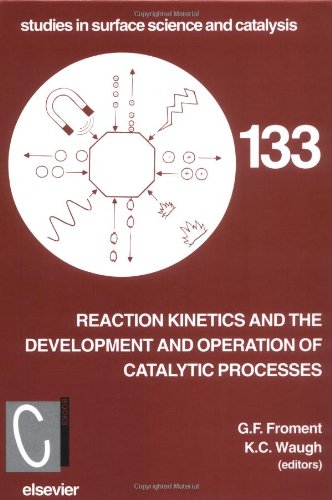 studies in surface science and catalysis
133
REACTION KINETICS AND THE
DEVELOPMENT AND OPERATION OF
CATALYTIC PROCESSES
G.F. Froment
K.C. Waugh
(editors)
C
BOOKS
elsevier